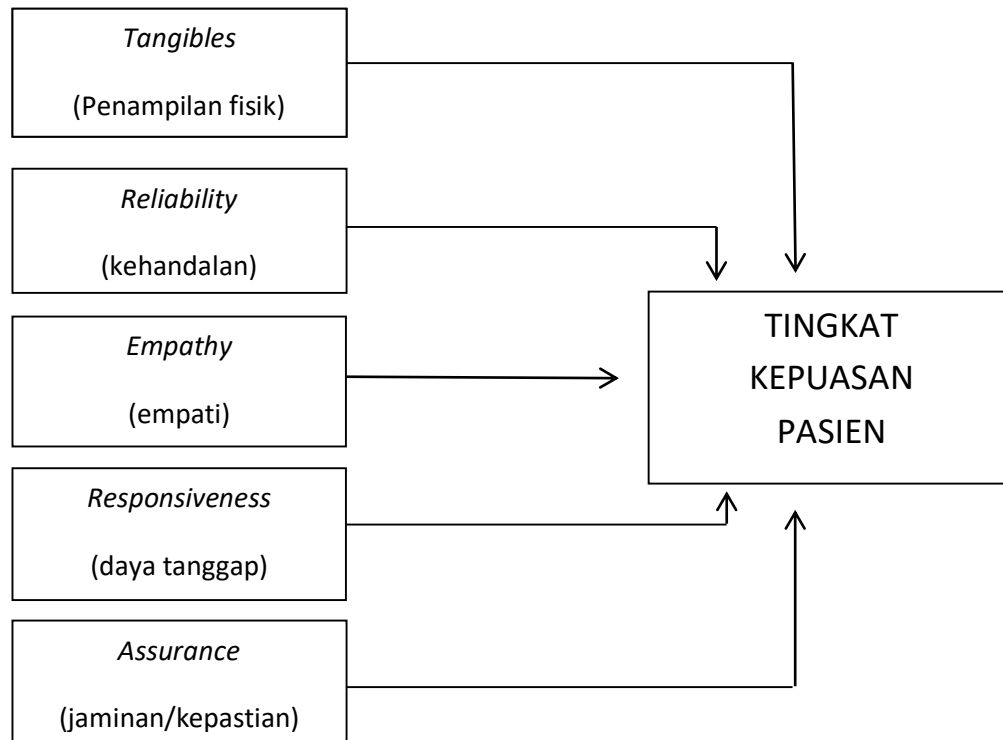 Tangibles
(Penampilan fisik)
Reliability
(kehandalan)
Empathy
(empati)
Responsiveness
(daya tanggap)
Assurance
(jaminan/kepastian)
TINGKAT
KEPUASAN
PASIEN